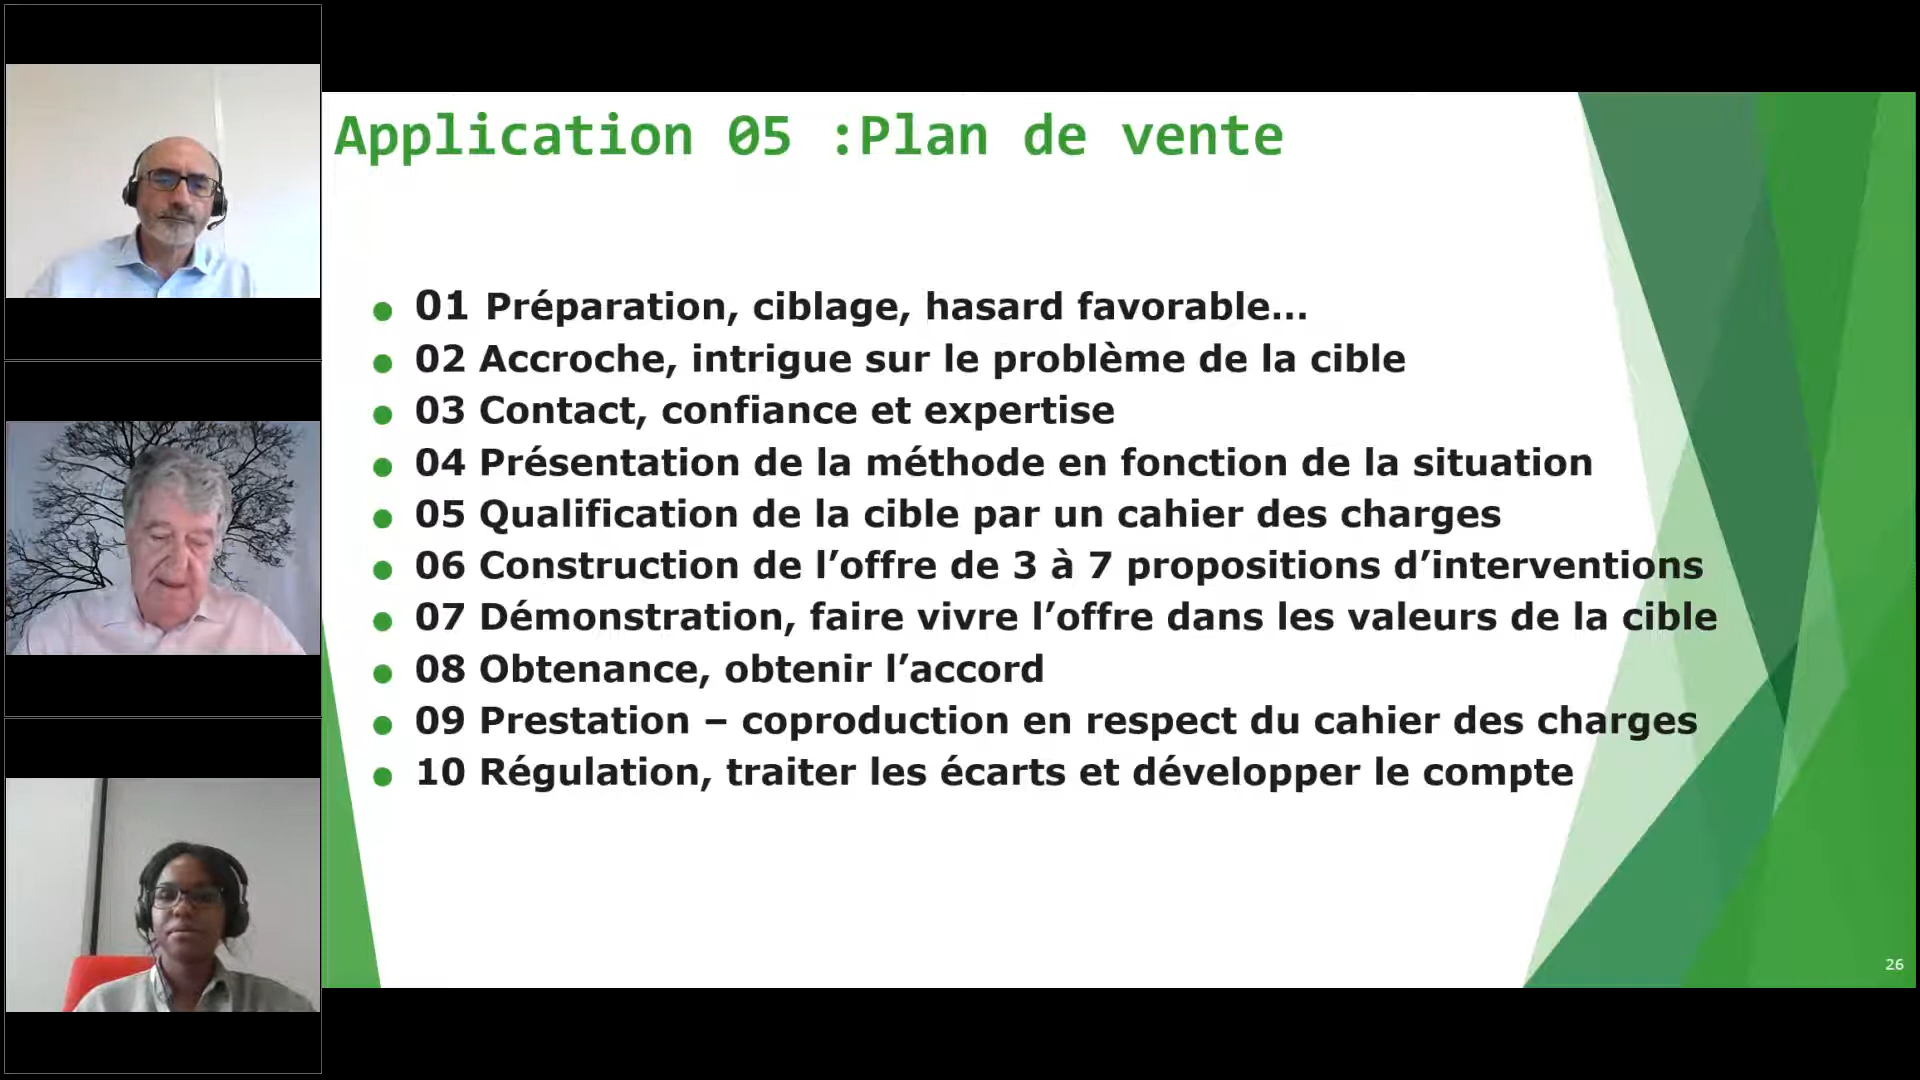 Application 05 :Plan de vente
01 Préparation, ciblage, hasard favorable…
02 Accroche, intrigue sur le problème de la cible
03 Contact, confiance et expertise
04 Présentation de la méthode en fonction de la situation
05 Qualification de la cible par un cahier des charges
06 Construction de l’offre de 3 à 7 propositions d’interventions
07 Démonstration, faire vivre l’offre dans les valeurs de la cible
08 Obtenance, obtenir l’accord
09 Prestation – coproduction en respect du cahier des charges
10 Régulation, traiter les écarts et développer le compte
26